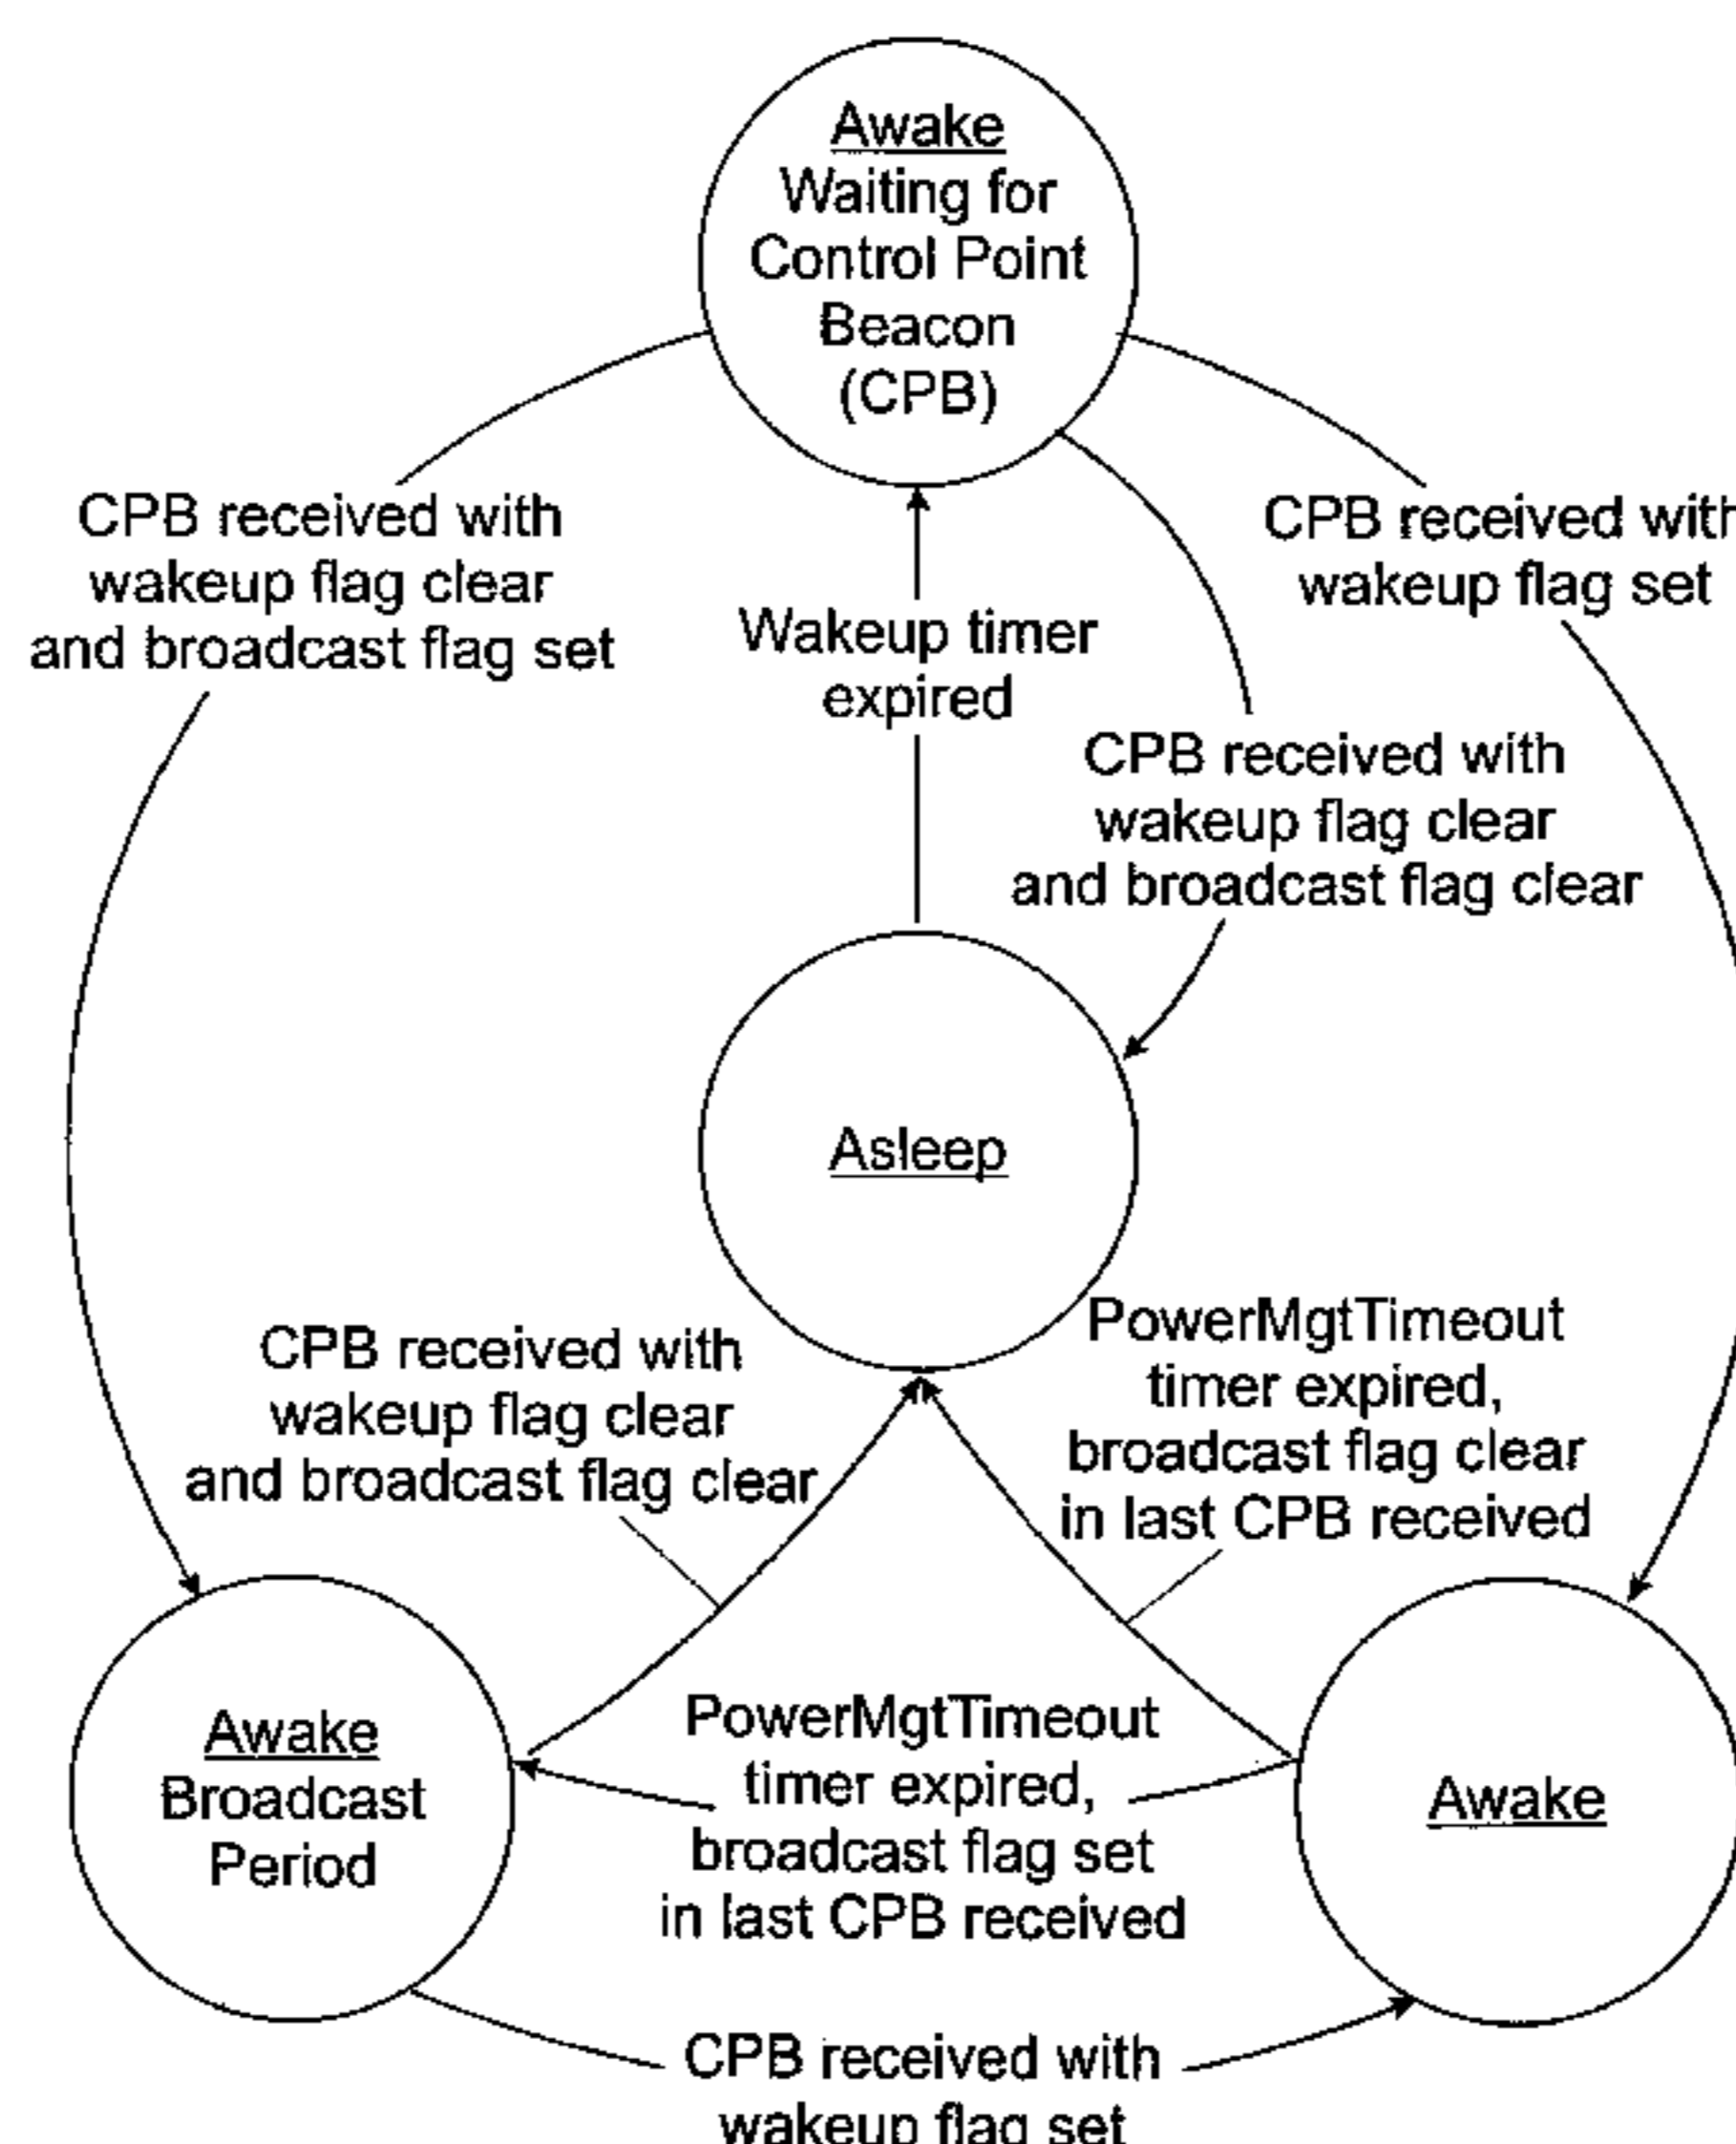 Awake
Waiting for
Control Point
Beacon
(CPB)
CPB received with
wakeup flag clear
and broadcast flag set
CPB received with
wakeup flag set
Wakeup timer
expired
CPB received with
wakeup flag clear
and broadcast flag clear
Asleep
CPB received with
wakeup flag clear
and broadcast flag clear
PowerMgtTimeout
timer expired,
broadcast flag clear
in last CPB received
Awake
Broadcast
Period
PowerMgtTimeout
timer expired,
broadcast flag set
in last CPB received
Awake
CPB received with
wakeup flag set